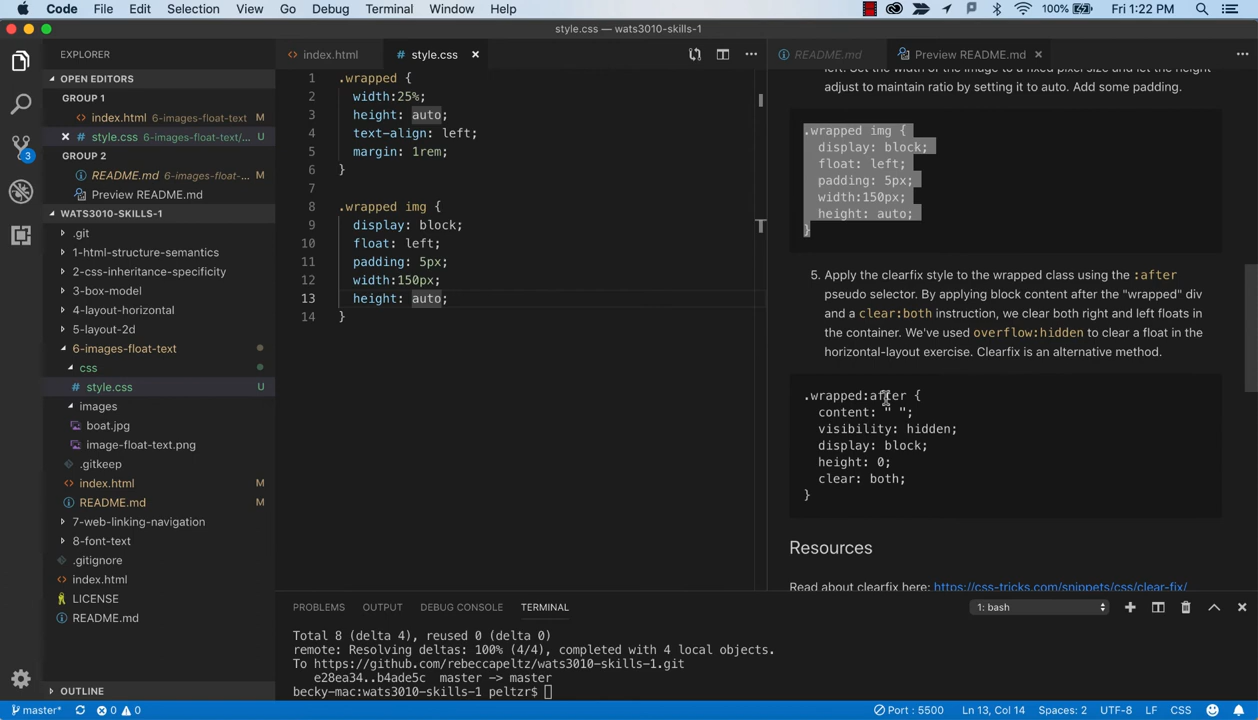 Code File Edit Selection View Go Debug Terminal Window Help 100% Fri 1:22 PM
style.css — wats3010-skills-1
EXPLORER
OPEN EDITORS
GROUP 1
index.html 6-images-float-text M
style.css 6-images-float-text/... U
GROUP 2
README.md 6-images-float-... M
Preview README.md
WATS3010-SKILLS-1
.git
1-html-structure-semantics
2-css-inheritance-specificity
3-box-model
4-layout-horizontal
5-layout-2d
6-images-float-text
css
style.css U
images
boat.jpg
image-float-text.png
.gitkeep
index.html M
README.md M
7-web-linking-navigation
8-font-text
.gitignore
index.html
LICENSE
README.md
OUTLINE
3
index.html style.css
1 .wrapped {
2 width:25%;
3 height: auto;
4 text-align: left;
5 margin: 1rem;
6 }
7
8 .wrapped img {
9 display: block;
10 float: left;
11 padding: 5px;
12 width:150px;
13 height: auto;
14 }
README.md Preview README.md
left. Set the width of the image to a fixed pixel size and let the height
adjust to maintain ratio by setting it to auto. Add some padding.
.wrapped img {
display: block;
float: left;
padding: 5px;
width:150px;
height: auto;
}
5. Apply the clearfix style to the wrapped class using the :after
pseudo selector. By applying block content after the "wrapped" div
and a clear:both instruction, we clear both right and left floats in
the container. We've used overflow:hidden to clear a float in the
horizontal-layout exercise. Clearfix is an alternative method.
.wrapped:after {
content: " ";
visibility: hidden;
display: block;
height: 0;
clear: both;
}
Resources
Read about clearfix here: https://css-tricks.com/snippets/css/clear-fix/
PROBLEMS OUTPUT DEBUG CONSOLE TERMINAL 1: bash
Total 8 (delta 4), reused 0 (delta 0)
remote: Resolving deltas: 100% (4/4), completed with 4 local objects.
To https://github.com/rebeccapeltz/wats3010-skills-1.git
e28ea34..b4ade5c master -> master
becky-mac:wats3010-skills-1 peltzr$
master* 0 0 Port : 5500 Ln 13, Col 14 Spaces: 2 UTF-8 LF CSS